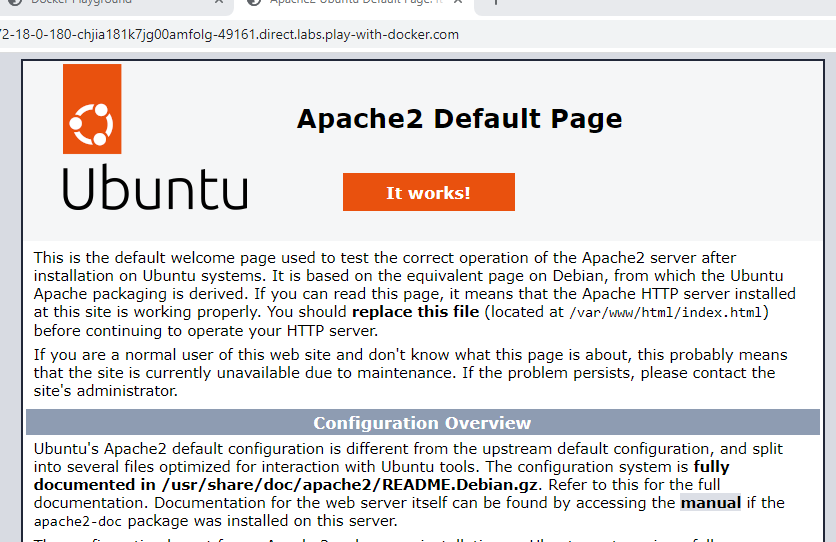 Docker Playground
Apache2 Ubuntu Default Page:
72-18-0-180-chjia181k7jg00amfolg-49161.direct.labs.play-with-docker.com
Apache2 Default Page
Ubuntu
It works!
This is the default welcome page used to test the correct operation of the Apache2 server after
installation on Ubuntu systems. It is based on the equivalent page on Debian, from which the Ubuntu
Apache packaging is derived. If you can read this page, it means that the Apache HTTP server installed
at this site is working properly. You should replace this file (located at /var/www/html/index.html)
before continuing to operate your HTTP server.
If you are a normal user of this web site and don't know what this page is about, this probably means
that the site is currently unavailable due to maintenance. If the problem persists, please contact the
site's administrator.
Configuration Overview
Ubuntu's Apache2 default configuration is different from the upstream default configuration, and split
into several files optimized for interaction with Ubuntu tools. The configuration system is fully
documented in /usr/share/doc/apache2/README.Debian.gz. Refer to this for the full
documentation. Documentation for the web server itself can be found by accessing the manual if the
apache2-doc package was installed on this server.